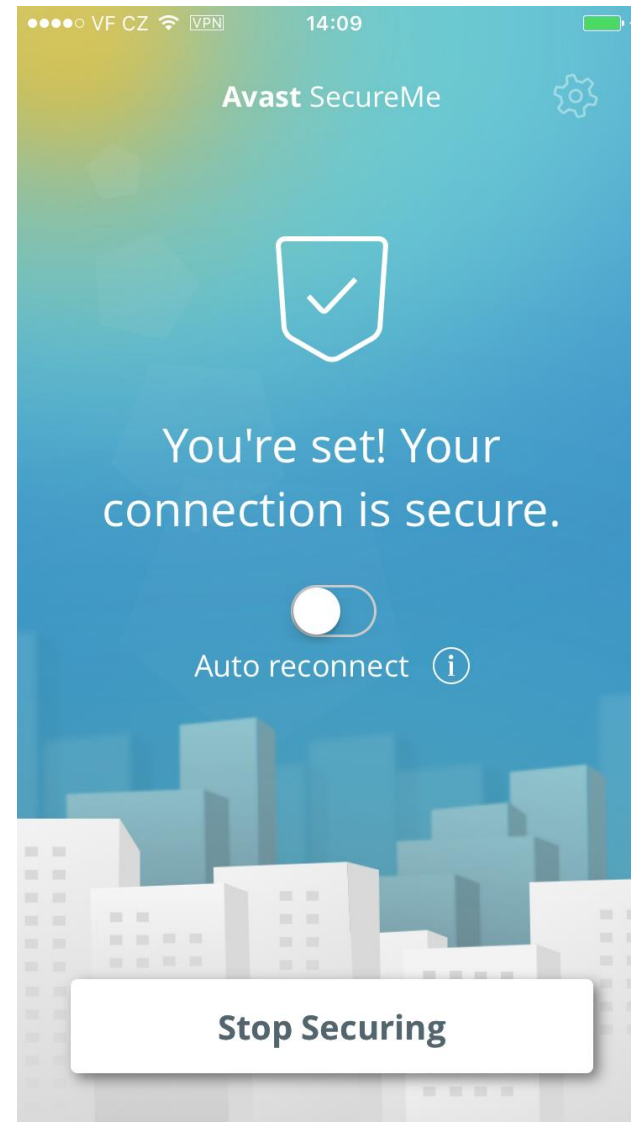 VF CZ VPN 14:09
Avast SecureMe
You're set! Your
connection is secure.
Auto reconnect i
Stop Securing